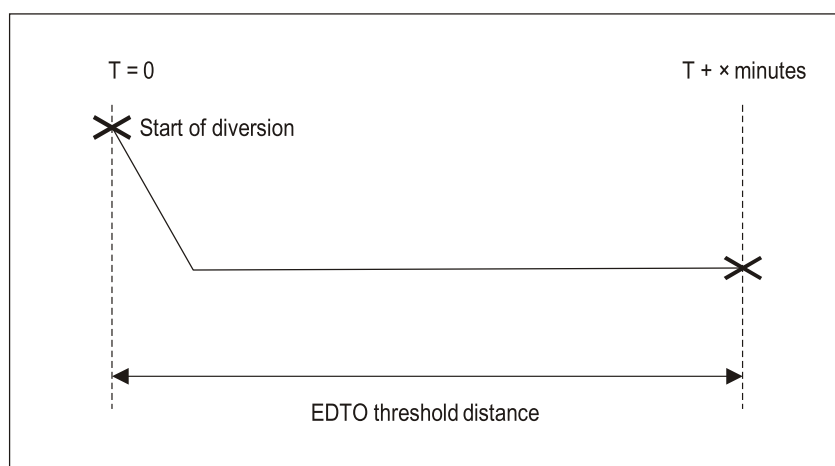 T = 0
T + × minutes
Start of diversion
EDTO threshold distance